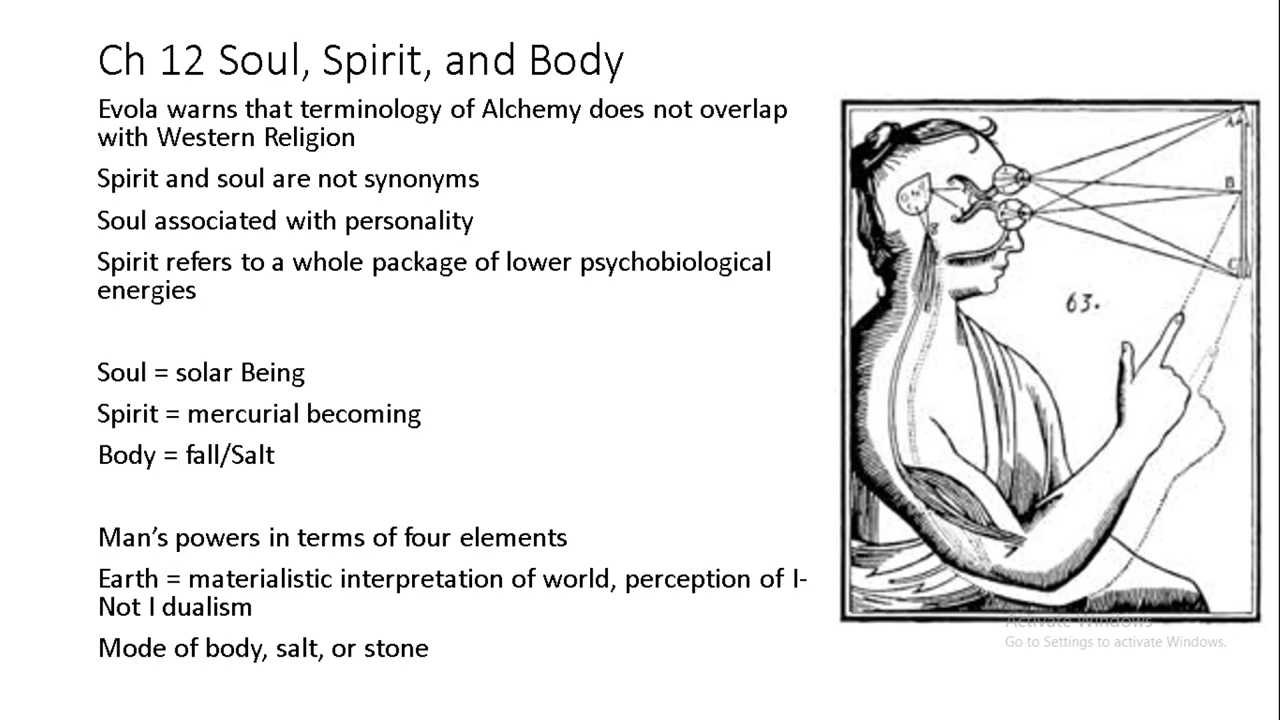 Ch 12 Soul, Spirit, and Body
Evola warns that terminology of Alchemy does not overlap
with Western Religion
Spirit and soul are not synonyms
Soul associated with personality
Spirit refers to a whole package of lower psychobiological
energies
Soul = solar Being
Spirit = mercurial becoming
Body = fall/Salt
Man's powers in terms of four elements
Earth = materialistic interpretation of world, perception of I-
Not I dualism
Mode of body, salt, or stone
B
C
63.
Activate Windows
Go to Settings to activate Windows.